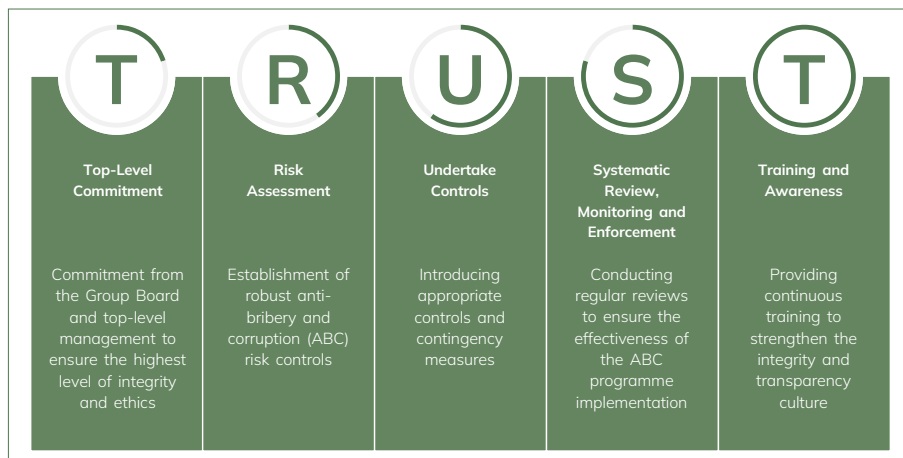 T
Top-Level
Commitment
Commitment from
the Group Board
and top-level
management to
ensure the highest
level of integrity
and ethics
R
Risk
Assessment
Establishment of
robust anti-
bribery and
corruption (ABC)
risk controls
U
Undertake
Controls
Introducing
appropriate
controls and
contingency
measures
S
Systematic
Review,
Monitoring and
Enforcement
Conducting
regular reviews
to ensure the
effectiveness of
the ABC
programme
implementation
T
Training and
Awareness
Providing
continuous
training to
strengthen the
integrity and
transparency
culture